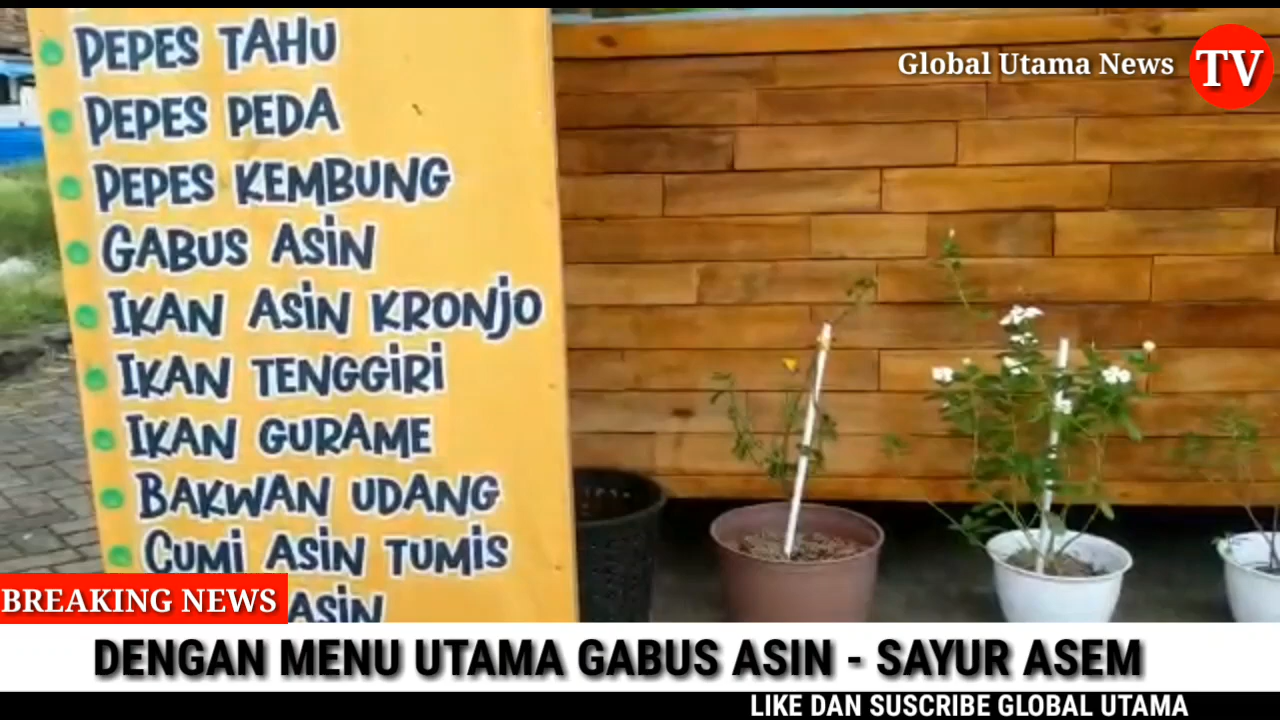 PEPES TAHU
PEPES PEDA
PEPES KEMBUNG
GABUS ASIN
IKAN ASIN KRONJO
IKAN TENGGIRI
IKAN GURAME
BAKWAN UDANG
CUMI ASIN TUMIS
ASIN
Global Utama News TV
BREAKING NEWS
DENGAN MENU UTAMA GABUS ASIN - SAYUR ASEM
LIKE DAN SUSCRIBE GLOBAL UTAMA